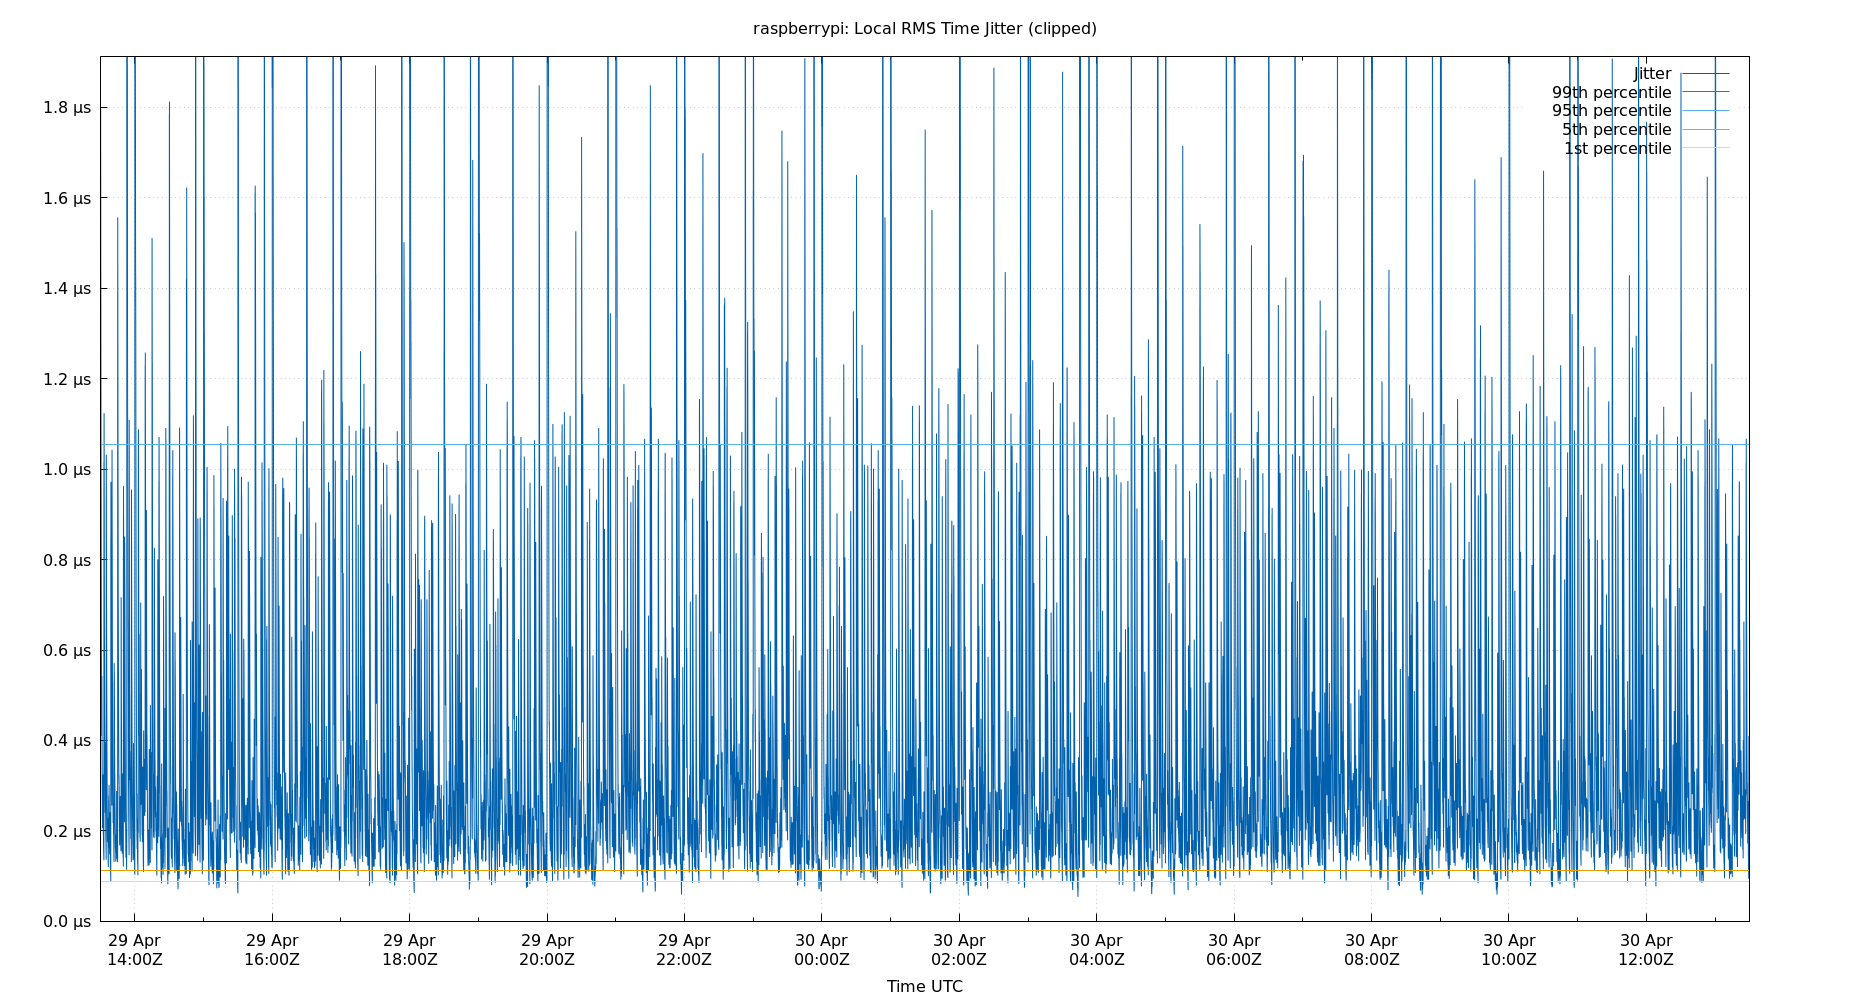 raspberrypi: Local RMS Time Jitter (clipped)
Jitter
99th percentile
95th percentile
5th percentile
1st percentile
1.8 µs
1.6 µs
1.4 µs
1.2 µs
1.0 µs
0.8 µs
0.6 µs
0.4 µs
0.2 µs
0.0 µs
29 Apr 29 Apr 29 Apr 29 Apr 29 Apr 30 Apr 30 Apr 30 Apr 30 Apr 30 Apr 30 Apr 30 Apr
14:00Z 16:00Z 18:00Z 20:00Z 22:00Z 00:00Z 02:00Z 04:00Z 06:00Z 08:00Z 10:00Z 12:00Z
Time UTC